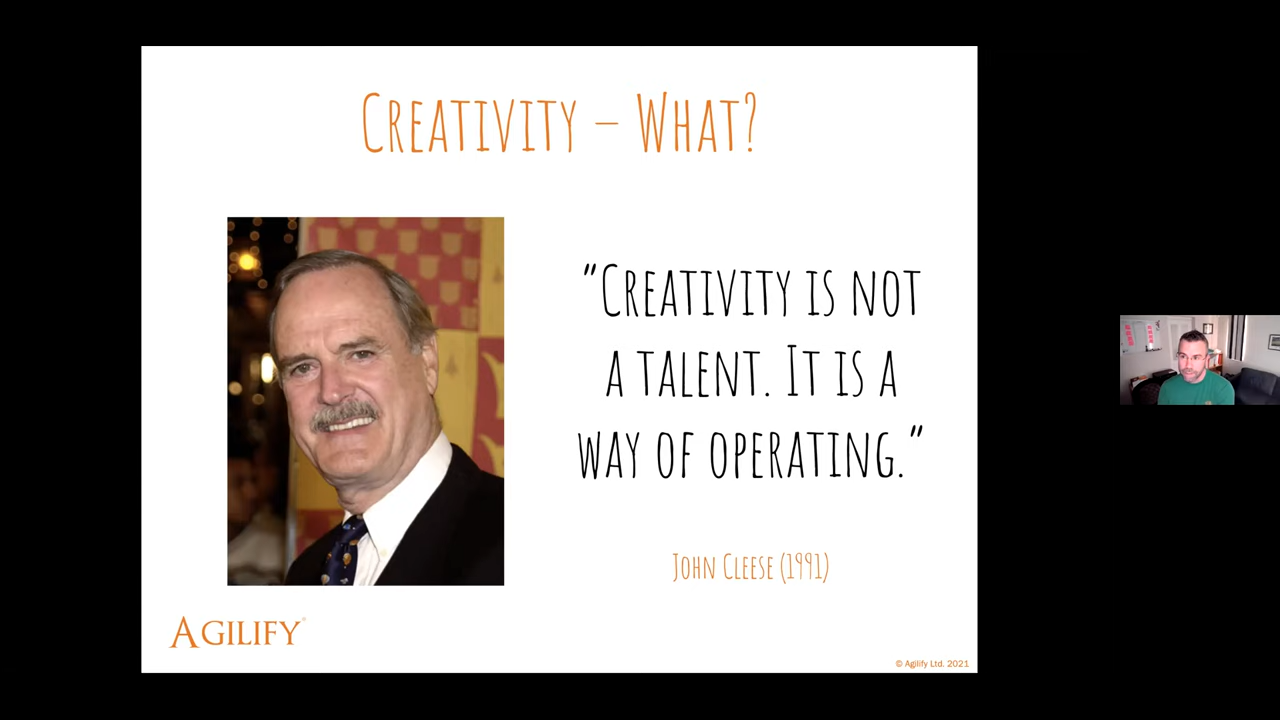 Creativity – What?
"Creativity is not
a talent. It is a
way of operating."
John Cleese (1991)
AGILIFY®
© Agilify Ltd. 2021